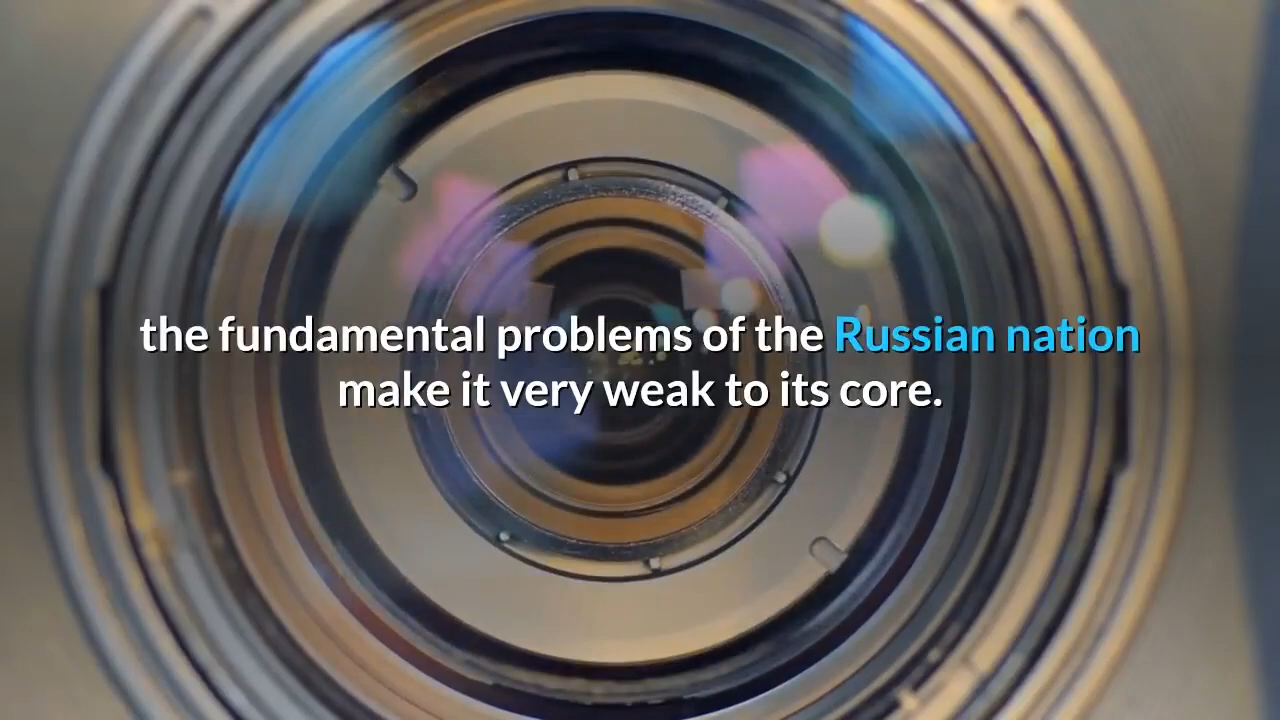 the fundamental problems of the Russian nation
make it very weak to its core.